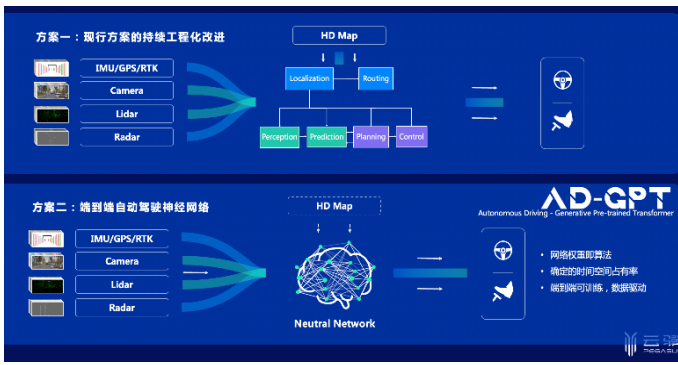 方案一：现行方案的持续工程化改进
HD Map
IMU/GPS/RTK
Camera
Lidar
Radar
Localization
Routing
Perception
Prediction
Planning
Control
方案二：端到端自动驾驶神经网络
HD Map
AD-GPT
Autonomous Driving - Generative Pre-trained Transformer
IMU/GPS/RTK
Camera
Lidar
Radar
Neutral Network
• 网络权重即算法
• 确定的时间空间占有率
• 端到端可训练，数据驱动
云骥
PEGASU